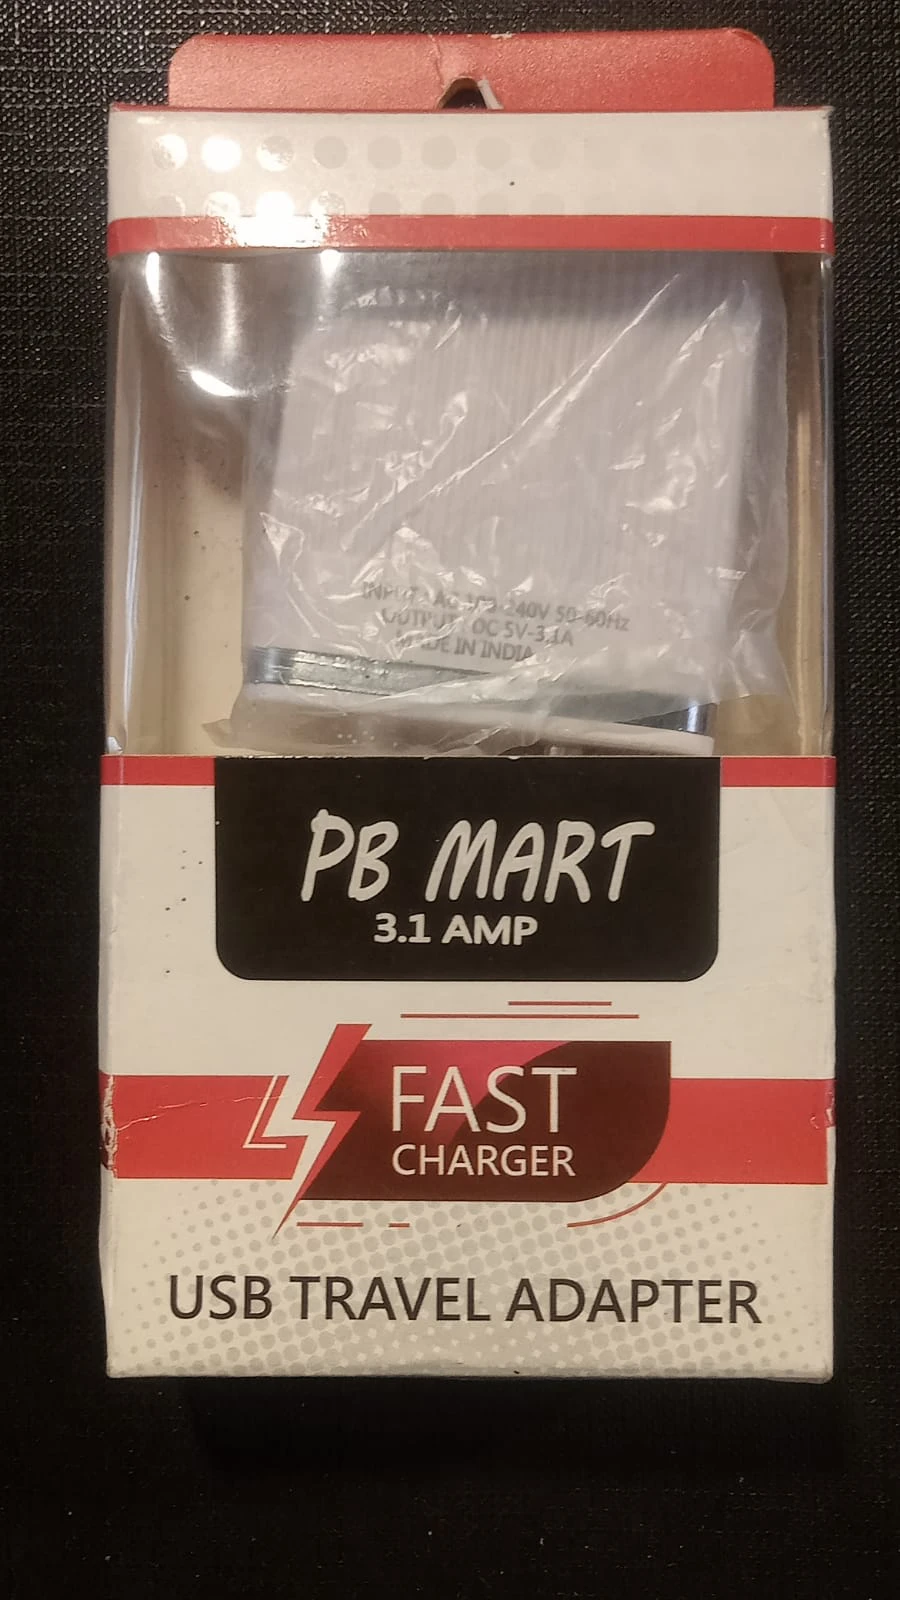 INPUT : AC 100-240V 50-60Hz
OUTPUT : DC 5V-3.1A
MADE IN INDIA
PB MART
3.1 AMP
FAST
CHARGER
USB TRAVEL ADAPTER